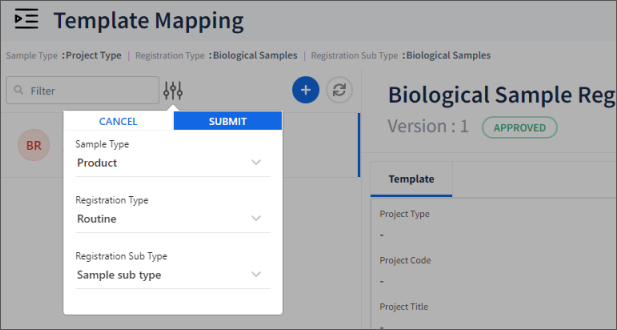 Template Mapping
Sample Type : Project Type | Registration Type : Biological Samples | Registration Sub Type : Biological Samples
Filter
Biological Sample Reg
Version : 1 APPROVED
CANCEL SUBMIT
BR
Sample Type
Product
Registration Type
Routine
Registration Sub Type
Sample sub type
Template
Project Type
-
Project Code
-
Project Title
-